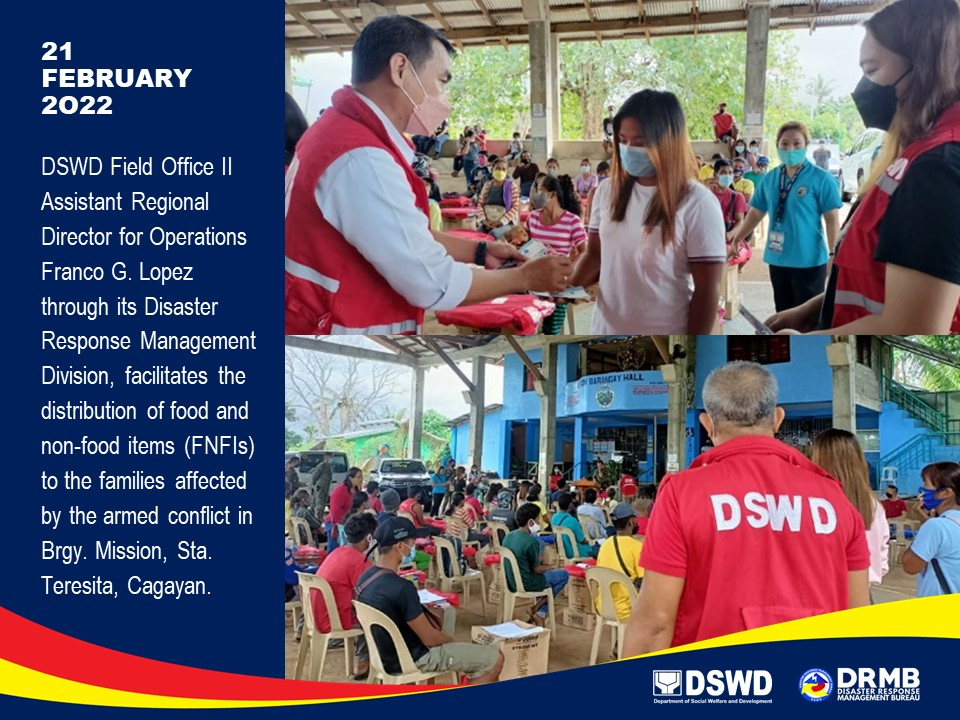 21
FEBRUARY
2O22
DSWD Field Office II
Assistant Regional
Director for Operations
Franco G. Lopez
through its Disaster
Response Management
Division, facilitates the
distribution of food and
non-food items (FNFIs)
to the families affected
by the armed conflict in
Brgy. Mission, Sta.
Teresita, Cagayan.
BARANGAY HALL
DSWD
DSWD
Department of Social Welfare and Development
DRMB
DISASTER RESPONSE
MANAGEMENT BUREAU